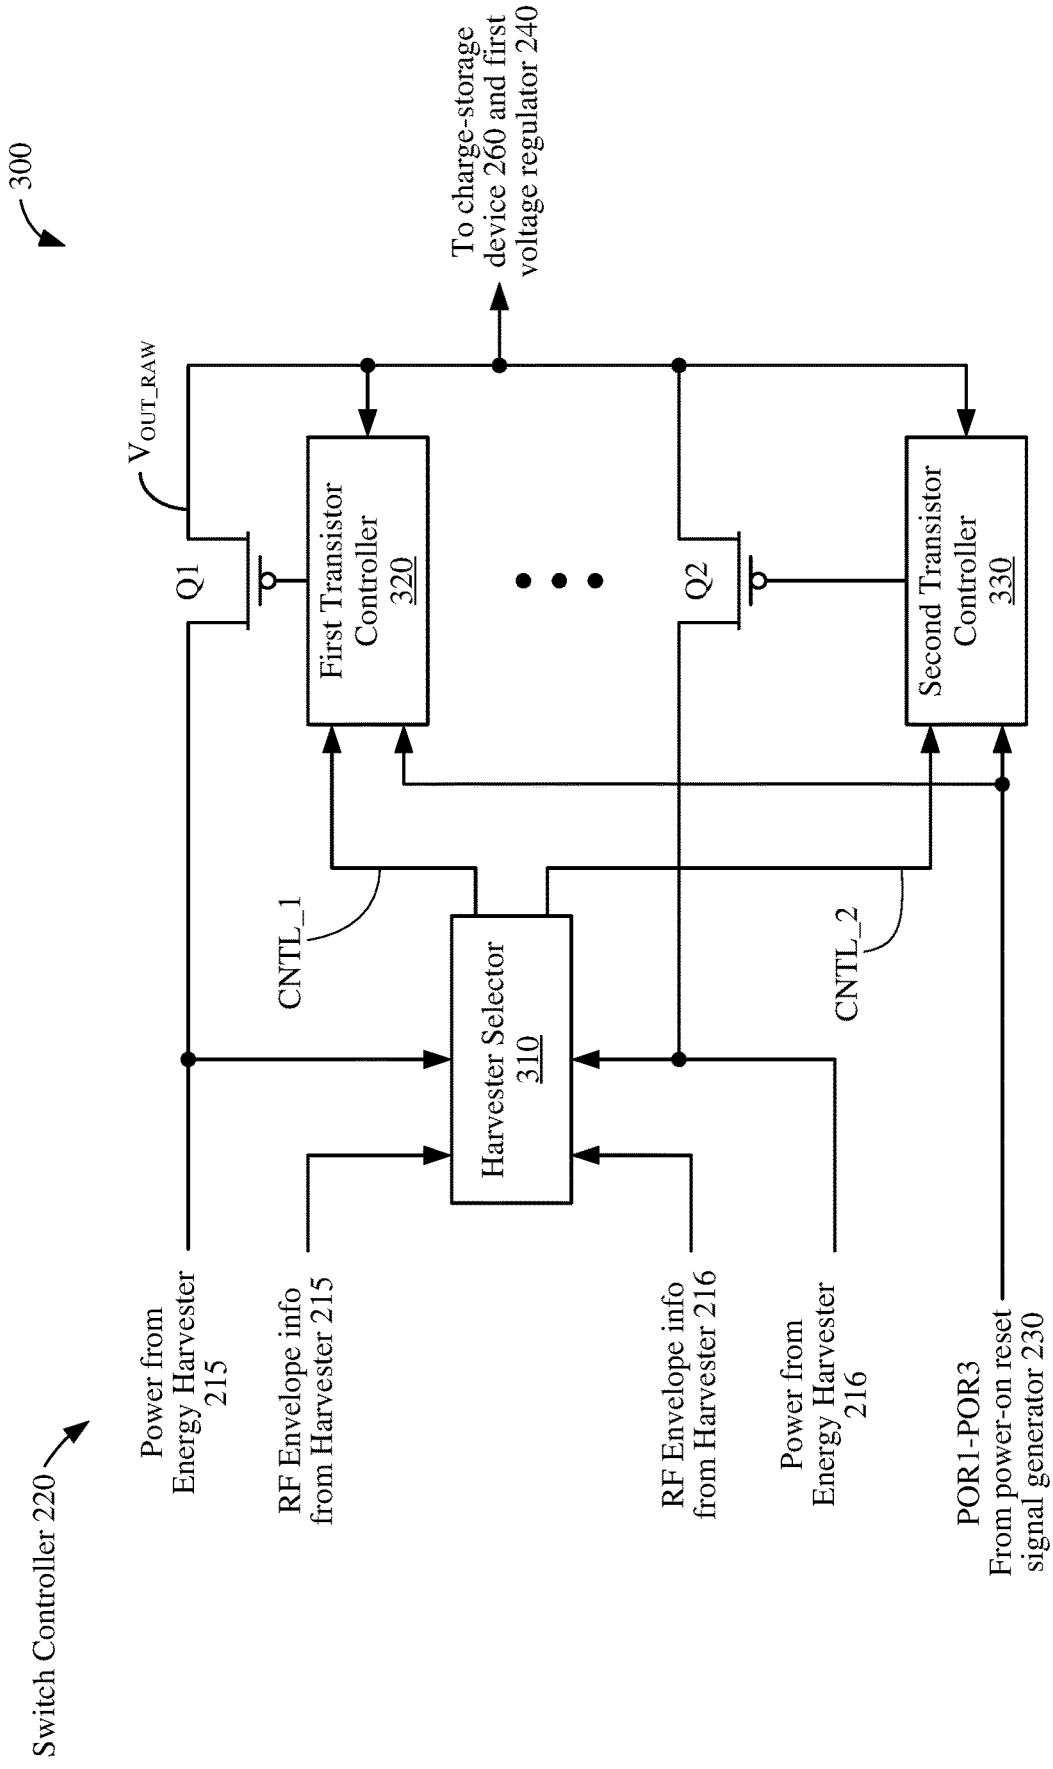 Switch Controller 220
300
Power from
Energy Harvester
215
RF Envelope info
from Harvester 215
RF Envelope info
from Harvester 216
Power from
Energy Harvester
216
POR1-POR3
From power-on reset
signal generator 230
Harvester Selector
310
CNTL_1
CNTL_2
Q1
VOUT_RAW
First Transistor
Controller
320
Q2
Second Transistor
Controller
330
To charge-storage
device 260 and first
voltage regulator 240